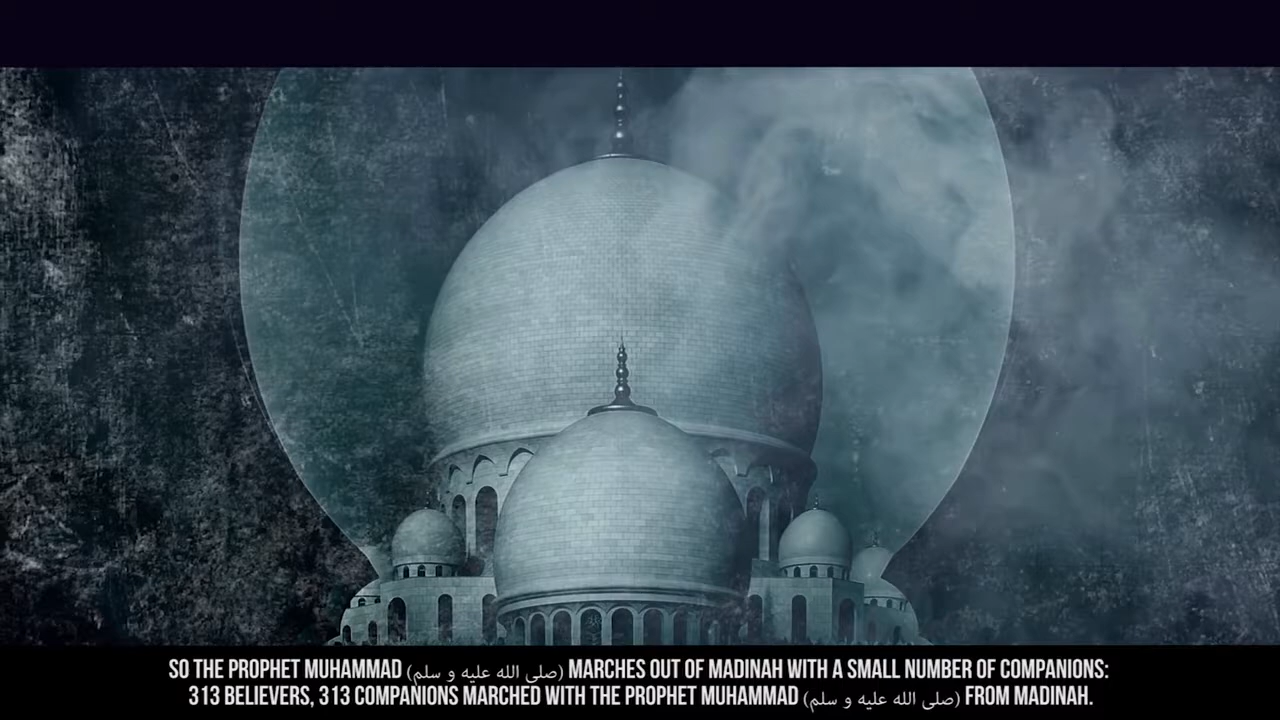 SO THE PROPHET MUHAMMAD (صلى الله عليه و سلم) MARCHES OUT OF MADINAH WITH A SMALL NUMBER OF COMPANIONS:
313 BELIEVERS, 313 COMPANIONS MARCHED WITH THE PROPHET MUHAMMAD (صلى الله عليه و سلم) FROM MADINAH.